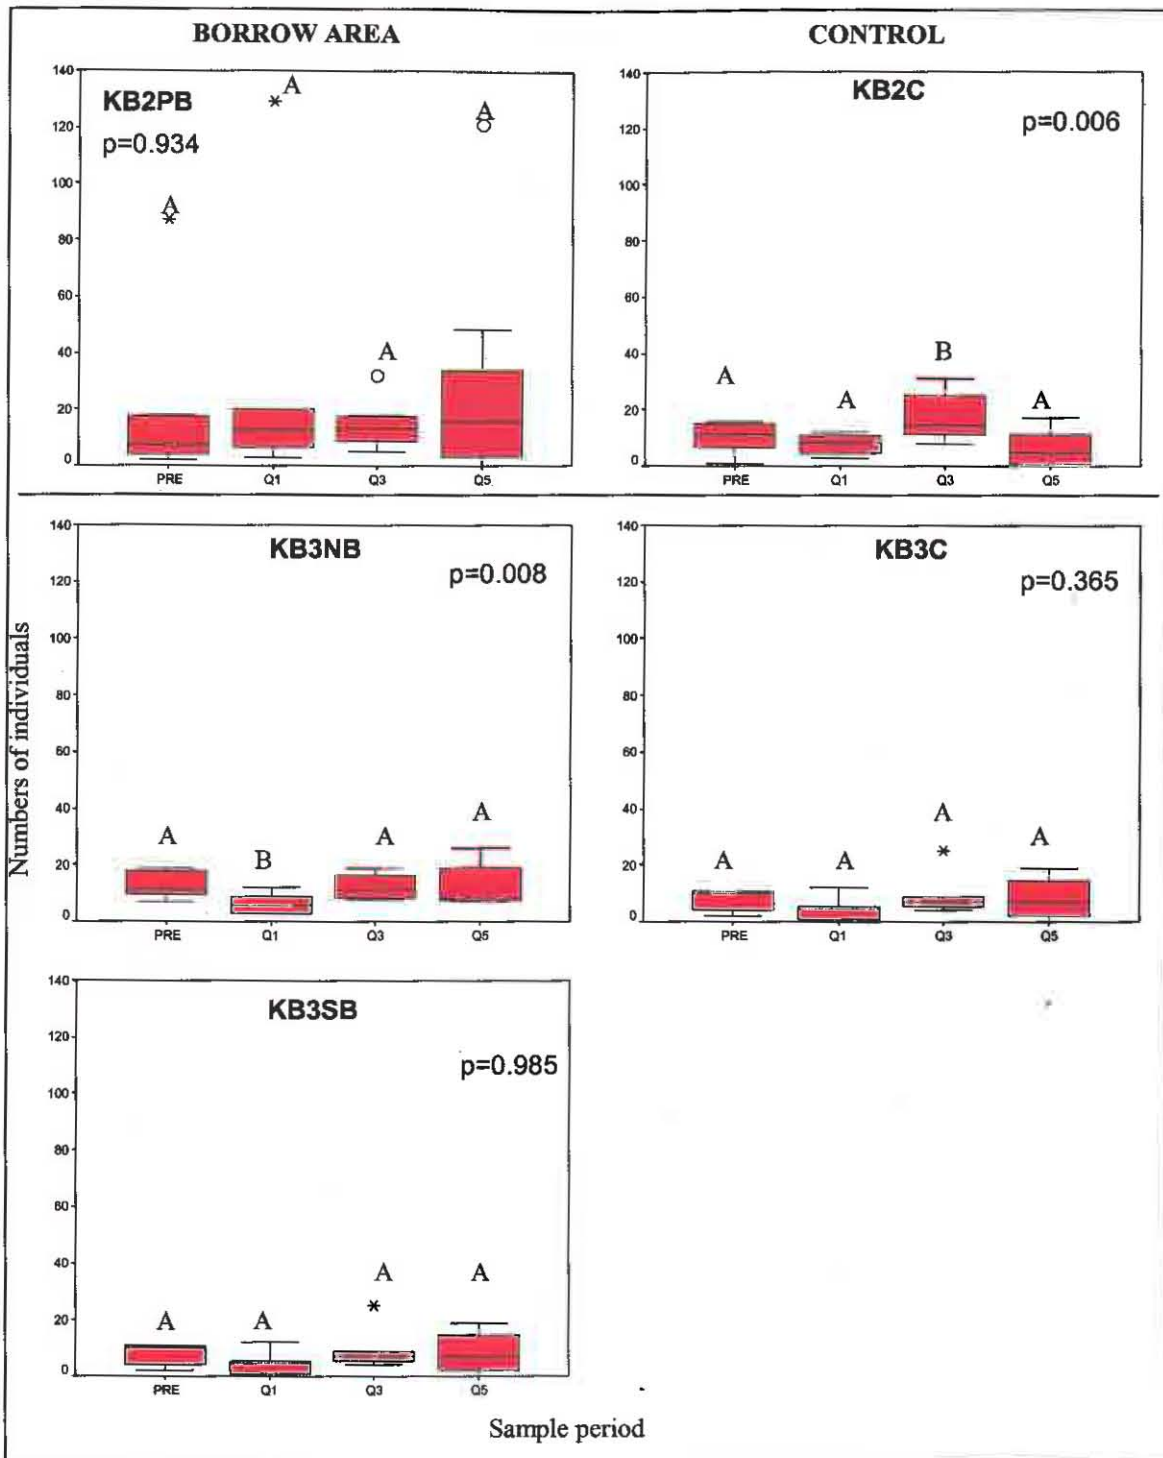 BORROW AREA
CONTROL
140
120
100
80
60
40
20
0
KB2PB
p=0.934
A
A
A
A
PRE
Q1
Q3
Q5
140
120
100
80
60
40
20
0
KB2C
p=0.006
A
A
B
A
PRE
Q1
Q3
Q5
Numbers of individuals
140
120
100
80
60
40
20
0
KB3NB
p=0.008
A
B
A
A
PRE
Q1
Q3
Q5
140
120
100
80
60
40
20
0
KB3C
p=0.365
A
A
A
A
PRE
Q1
Q3
Q5
140
120
100
80
60
40
20
0
KB3SB
p=0.985
A
A
A
A
PRE
Q1
Q3
Q5
Sample period